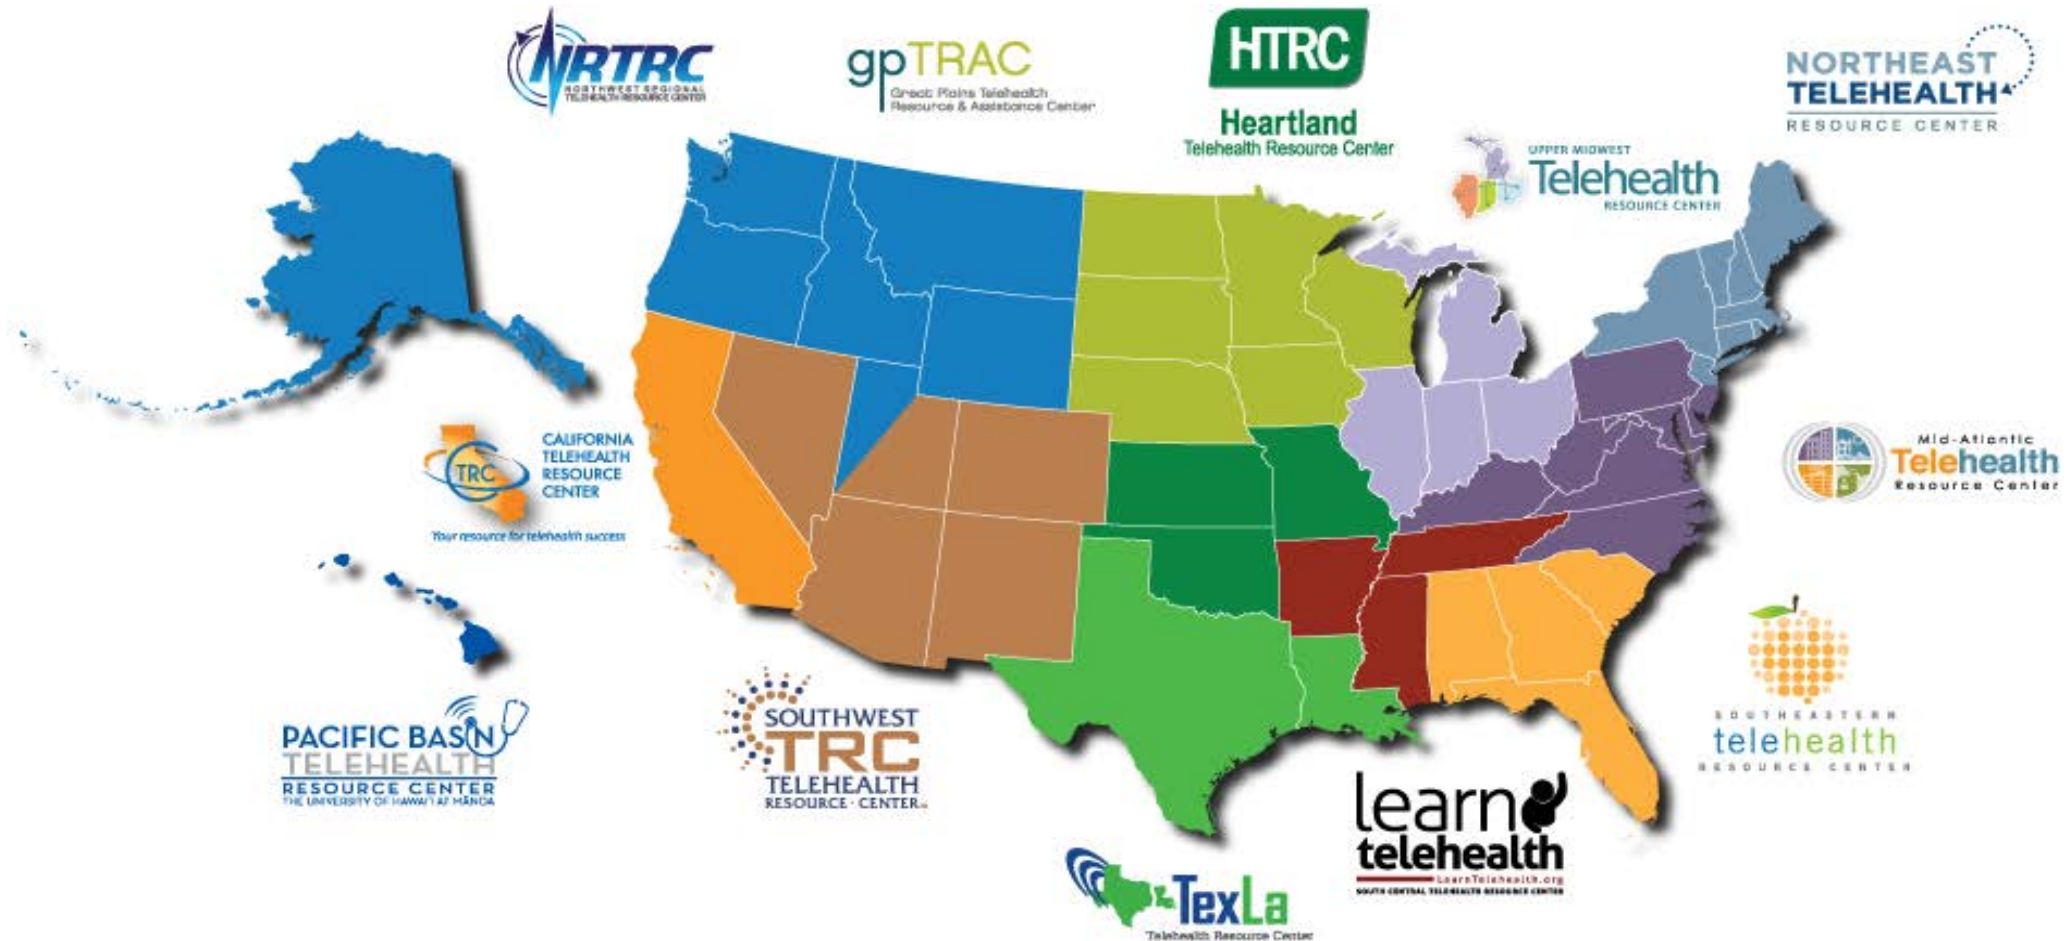 NRTRC
NORTHWEST REGIONAL
TELEHEALTH RESOURCE CENTER
gpTRAC
Great Plains Telehealth
Resource & Assistance Center
HTRC
Heartland
Telehealth Resource Center
NORTHEAST
TELEHEALTH
RESOURCE CENTER
UPPER MIDWEST
Telehealth
RESOURCE CENTER
TRC
CALIFORNIA
TELEHEALTH
RESOURCE
CENTER
Your resource for telehealth success
Mid-Atlantic
Telehealth
Resource Center
PACIFIC BASIN
TELEHEALTH
RESOURCE CENTER
THE UNIVERSITY OF HAWAI'I AT MĀNOA
SOUTHWEST
TRC
TELEHEALTH
RESOURCE · CENTER
SOUTHEASTERN
telehealth
RESOURCE CENTER
learn
telehealth
LearnTelehealth.org
SOUTH CENTRAL TELEHEALTH RESOURCE CENTER
TexLa
Telehealth Resource Center